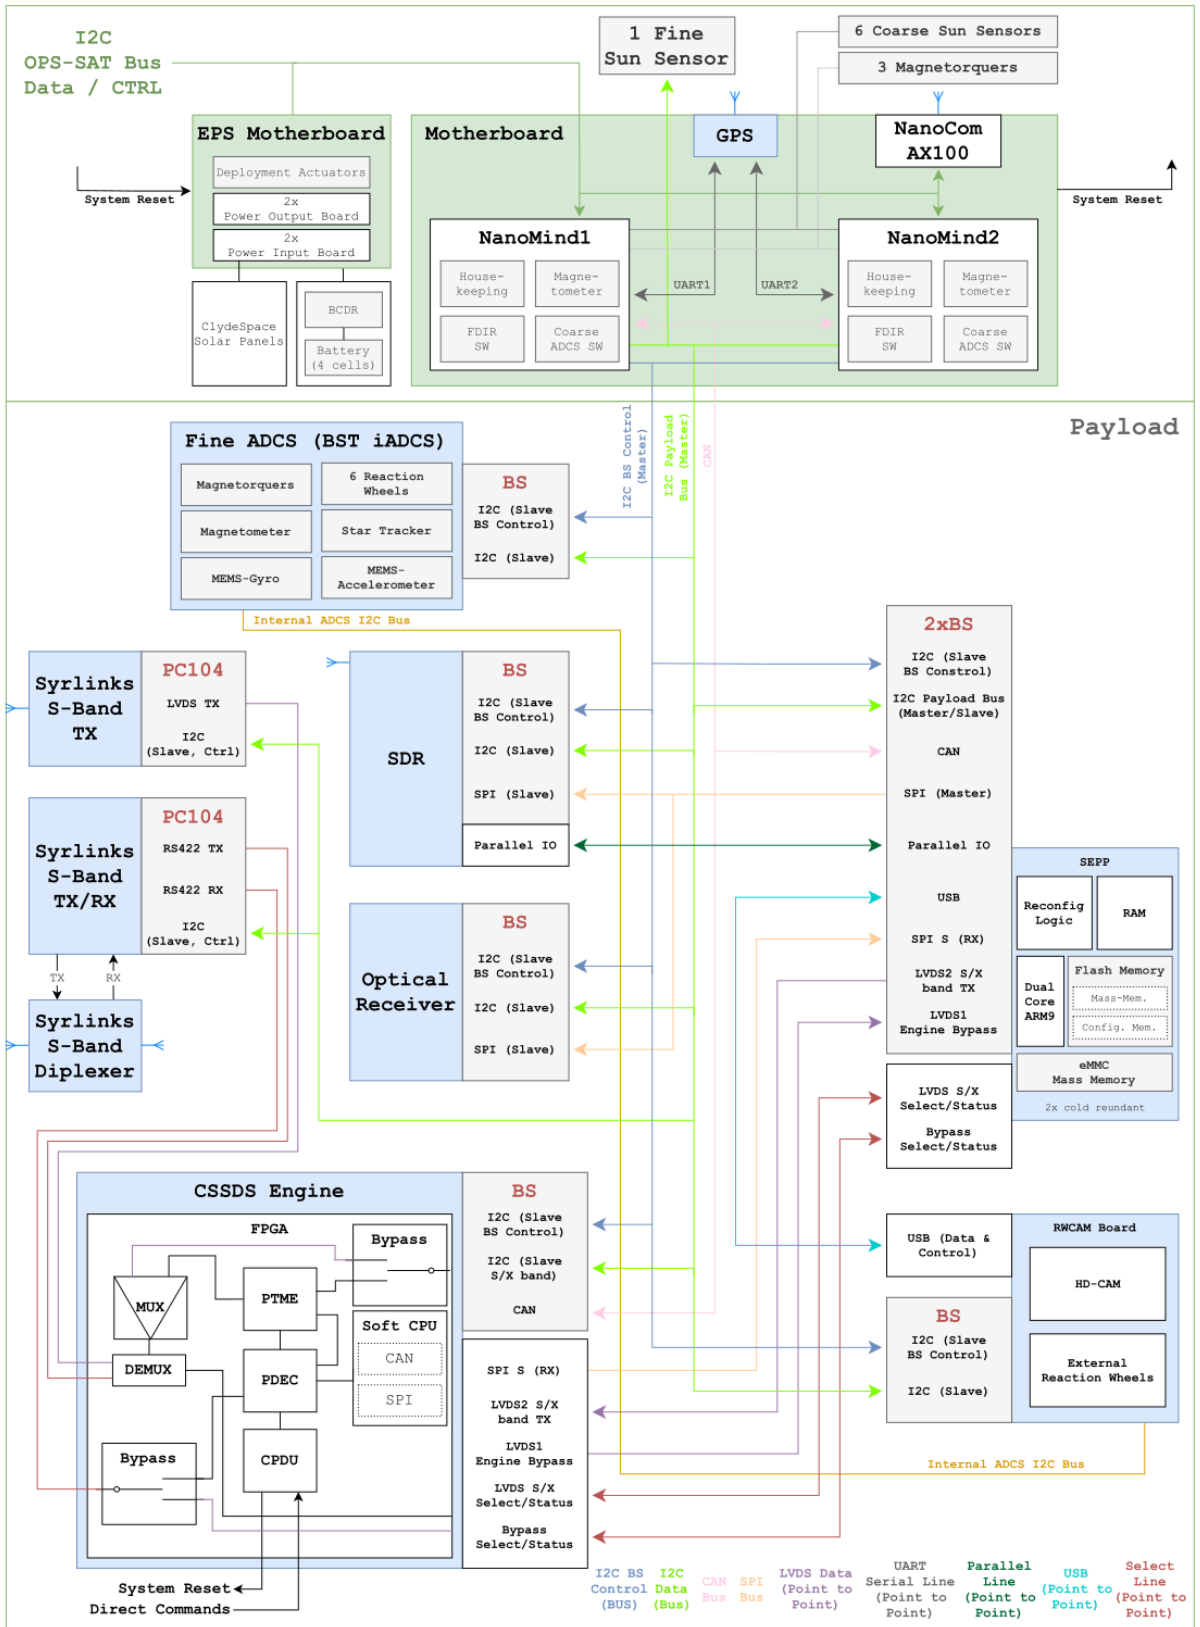 I2C
OPS-SAT Bus
Data / CTRL
1 Fine
Sun Sensor
6 Coarse Sun Sensors
3 Magnetorquers
EPS Motherboard
Deployment Actuators
2x
Power Output Board
2x
Power Input Board
System Reset
ClydeSpace
Solar Panels
BCDR
Battery
(4 cells)
Motherboard
GPS
NanoCom
AX100
System Reset
NanoMind1
House-
keeping
Magne-
tometer
FDIR
SW
Coarse
ADCS SW
UART1
UART2
NanoMind2
House-
keeping
Magne-
tometer
FDIR
SW
Coarse
ADCS SW
I2C BS Control
(Master)
I2C Payload
Bus (Master)
CAN
Payload
Fine ADCS (BST iADCS)
Magnetorquers
6 Reaction
Wheels
Magnetometer
Star Tracker
MEMS-Gyro
MEMS-
Accelerometer
BS
I2C (Slave
BS Control)
I2C (Slave)
Internal ADCS I2C Bus
Syrlinks
S-Band
TX
PC104
LVDS TX
I2C
(Slave, Ctrl)
Syrlinks
S-Band
TX/RX
PC104
RS422 TX
RS422 RX
I2C
(Slave, Ctrl)
TX
RX
Syrlinks
S-Band
Diplexer
SDR
BS
I2C (Slave
BS Control)
I2C (Slave)
SPI (Slave)
Parallel IO
Optical
Receiver
BS
I2C (Slave
BS Control)
I2C (Slave)
SPI (Slave)
2xBS
I2C (Slave
BS Constrol)
I2C Payload Bus
(Master/Slave)
CAN
SPI (Master)
Parallel IO
USB
SPI S (RX)
LVDS2 S/X
band TX
LVDS1
Engine Bypass
LVDS S/X
Select/Status
Bypass
Select/Status
SEPP
Reconfig
Logic
RAM
Dual
Core
ARM9
Flash Memory
Mass-Mem.
Config. Mem.
eMMC
Mass Memory
2x cold reundant
CSSDS Engine
FPGA
Bypass
MUX
PTME
Soft CPU
CAN
SPI
DEMUX
PDEC
Bypass
CPDU
System Reset
Direct Commands
BS
I2C (Slave
BS Control)
I2C (Slave
S/X band)
CAN
SPI S (RX)
LVDS2 S/X
band TX
LVDS1
Engine Bypass
LVDS S/X
Select/Status
Bypass
Select/Status
USB (Data &
Control)
BS
I2C (Slave
BS Control)
I2C (Slave)
RWCAM Board
HD-CAM
External
Reaction Wheels
Internal ADCS I2C Bus
I2C BS
Control
(BUS)
I2C
Data
(Bus)
CAN
Bus
SPI
Bus
LVDS Data
(Point to
Point)
UART
Serial Line
(Point to
Point)
Parallel
Line
(Point to
Point)
USB
(Point to
Point)
Select
Line
(Point to
Point)